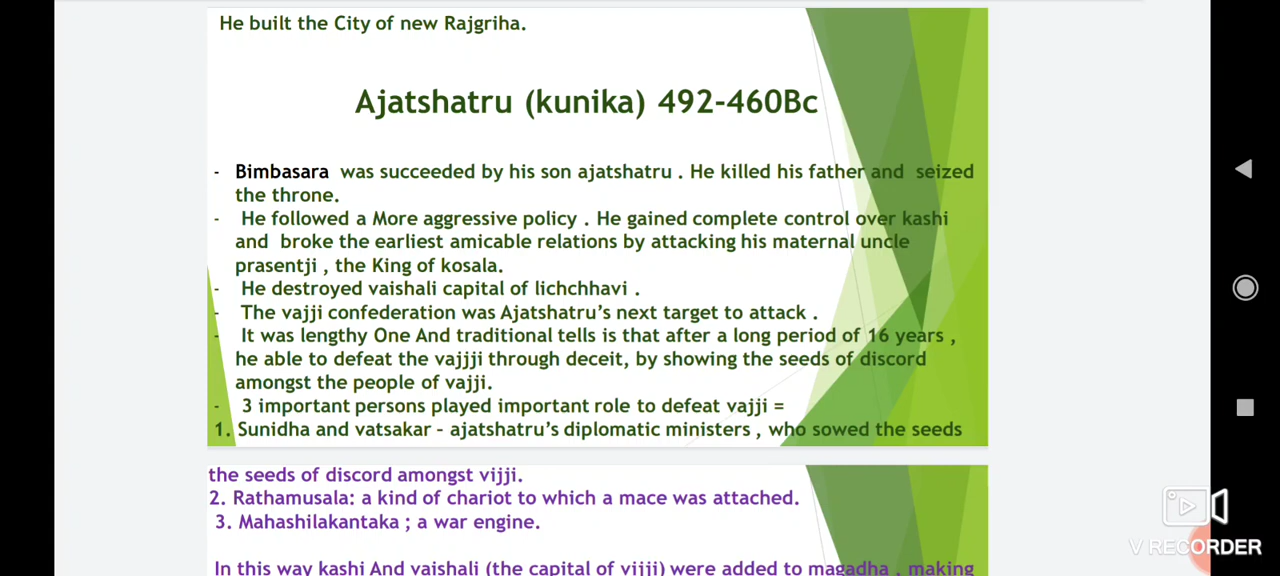 He built the City of new Rajgriha.
Ajatshatru (kunika) 492-460Bc
- Bimbasara was succeeded by his son ajatshatru . He killed his father and seized
the throne.
- He followed a More aggressive policy . He gained complete control over kashi
and broke the earliest amicable relations by attacking his maternal uncle
prasentji , the King of kosala.
- He destroyed vaishali capital of lichchhavi .
- The vajji confederation was Ajatshatru's next target to attack .
- It was lengthy One And traditional tells is that after a long period of 16 years ,
he able to defeat the vajjji through deceit, by showing the seeds of discord
amongst the people of vajji.
- 3 important persons played important role to defeat vajji =
1. Sunidha and vatsakar – ajatshatru's diplomatic ministers , who sowed the seeds
the seeds of discord amongst vijji.
2. Rathamusala: a kind of chariot to which a mace was attached.
3. Mahashilakantaka ; a war engine.
In this way kashi And vaishali (the capital of vijji) were added to magadha , making
V RECORDER